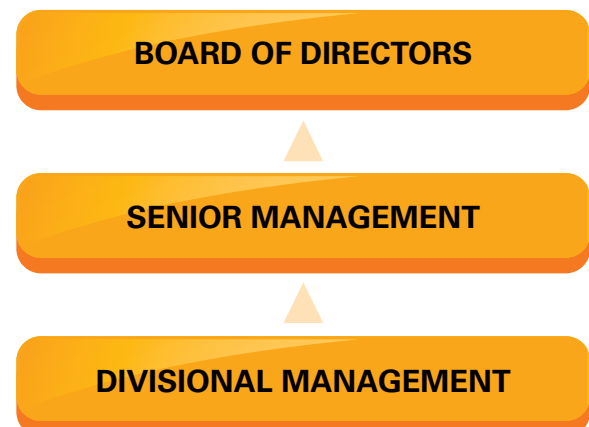 BOARD OF DIRECTORS
SENIOR MANAGEMENT
DIVISIONAL MANAGEMENT